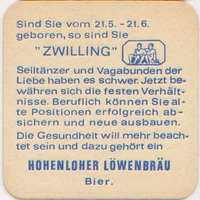 Sind Sie vom 21.5. - 21.6.
geboren, so sind Sie
"ZWILLING"
Seiltänzer und Vagabunden der
Liebe haben es schwer. Jetzt be-
währen sich die festen Verhält-
nisse. Beruflich können Sie al-
te Positionen erfolgreich ab-
sichern und neue ausbauen.
Die Gesundheit will mehr beach-
tet sein und dazu gehört ein
HOHENLOHER LÖWENBRÄU
Bier.